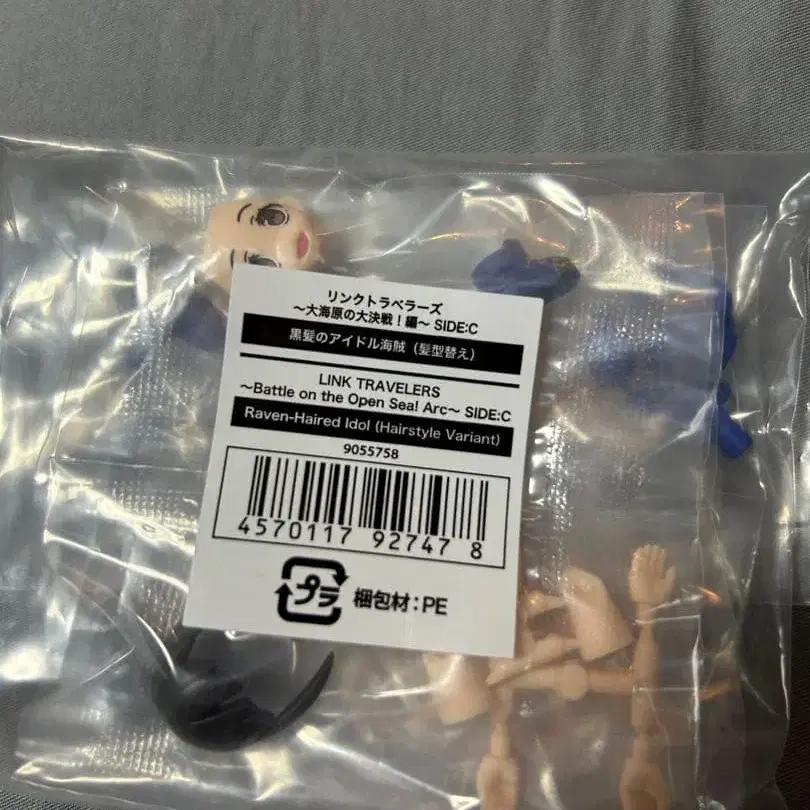 リンクトラベラーズ
～大海原の大決戦！編～ SIDE:C
黒髪のアイドル海賊（髪型替え）
LINK TRAVELERS
～Battle on the Open Sea! Arc～ SIDE:C
Raven-Haired Idol (Hairstyle Variant)
9055758
4570117 927478
プラ 梱包材：PE